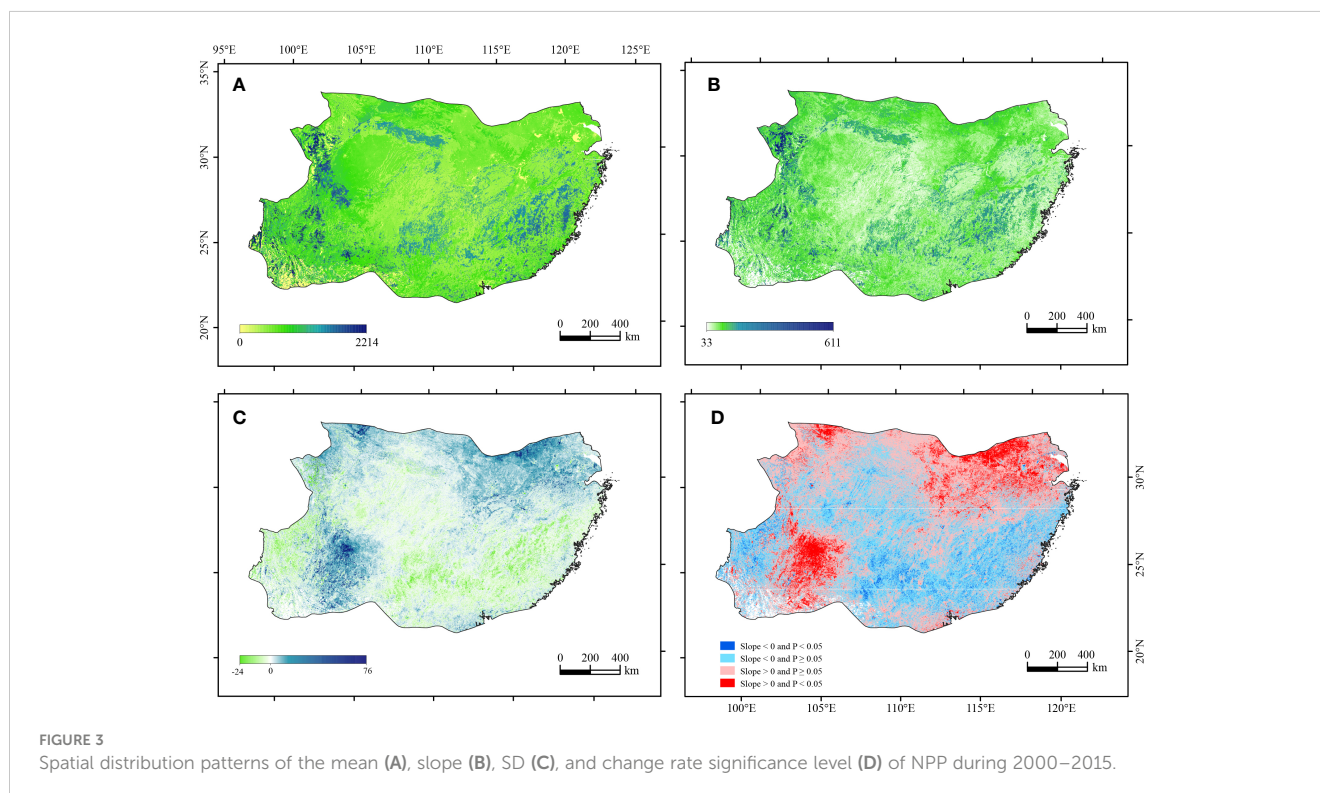 95°E 100°E 105°E 110°E 115°E 120°E 125°E
35°N
30°N
25°N
20°N
A
0 2214
0 200 400
km
B
33 611
0 200 400
km
C
-24 0 76
0 200 400
km
D
Slope < 0 and P < 0.05
Slope < 0 and P ≥ 0.05
Slope > 0 and P ≥ 0.05
Slope > 0 and P < 0.05
0 200 400
km
30°N
25°N
20°N
100°E 105°E 110°E 115°E 120°E
FIGURE 3
Spatial distribution patterns of the mean (A), slope (B), SD (C), and change rate significance level (D) of NPP during 2000–2015.